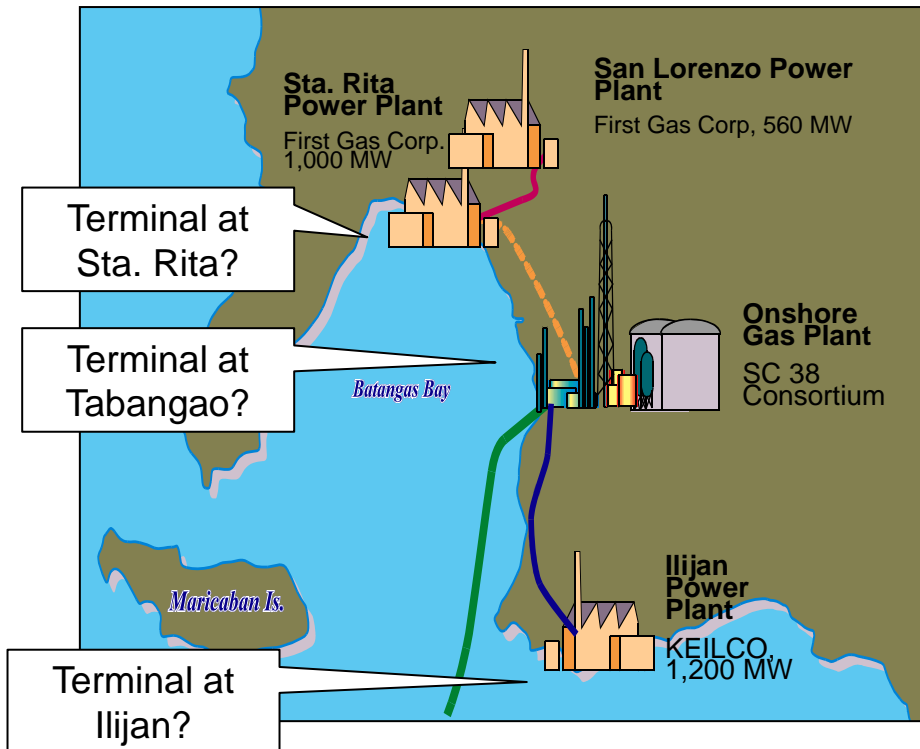 Sta. Rita
Power Plant
First Gas Corp.
1,000 MW
San Lorenzo Power
Plant
First Gas Corp, 560 MW
Terminal at
Sta. Rita?
Terminal at
Tabangao?
Batangas Bay
Onshore
Gas Plant
SC 38
Consortium
Maricaban Is.
Ilijan
Power
Plant
KEILCO,
1,200 MW
Terminal at
Ilijan?